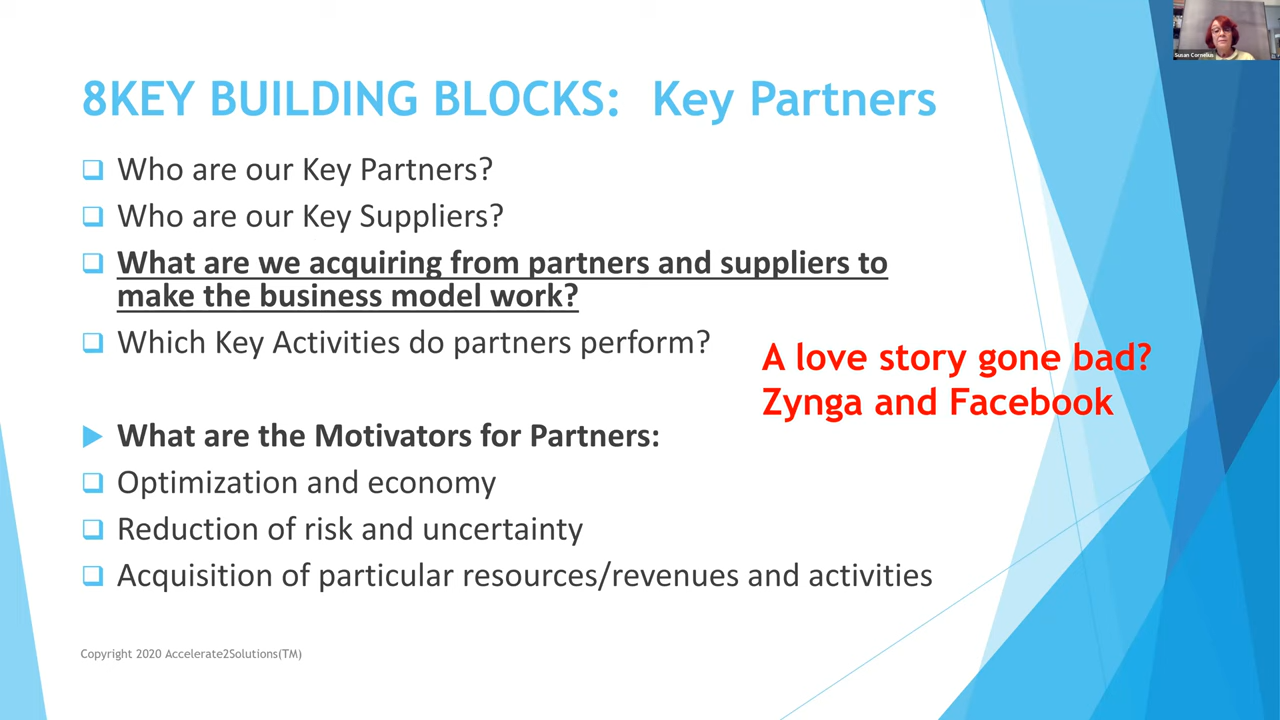 Susan Cornelius
8KEY BUILDING BLOCKS:  Key Partners
Who are our Key Partners?
Who are our Key Suppliers?
What are we acquiring from partners and suppliers to
make the business model work?
Which Key Activities do partners perform?
A love story gone bad?
Zynga and Facebook
What are the Motivators for Partners:
Optimization and economy
Reduction of risk and uncertainty
Acquisition of particular resources/revenues and activities
Copyright 2020 Accelerate2Solutions(TM)